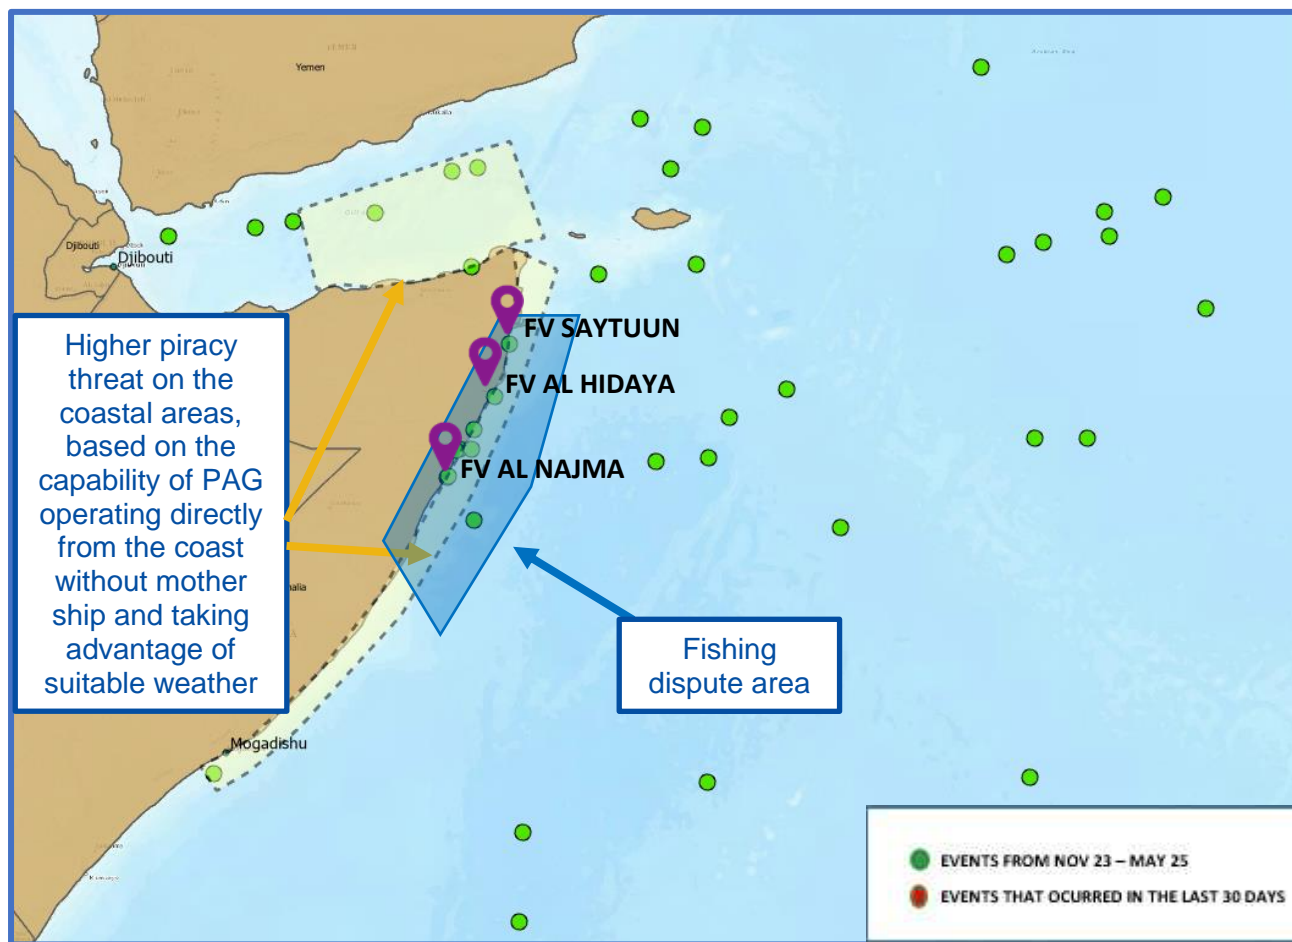 Yemen
Djibouti
Djibouti
FV SAYTUUN
FV AL HIDAYA
FV AL NAJMA
Higher piracy
threat on the
coastal areas,
based on the
capability of PAG
operating directly
from the coast
without mother
ship and taking
advantage of
suitable weather
Fishing
dispute area
Mogadishu
EVENTS FROM NOV 23 – MAY 25
EVENTS THAT OCURRED IN THE LAST 30 DAYS